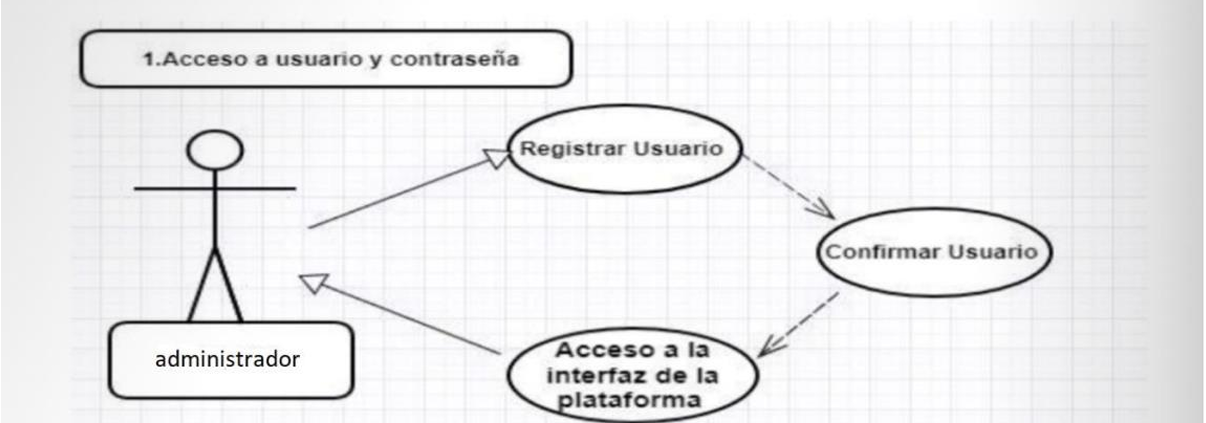 1.Acceso a usuario y contraseña
Registrar Usuario
Confirmar Usuario
Acceso a la
interfaz de la
plataforma
administrador